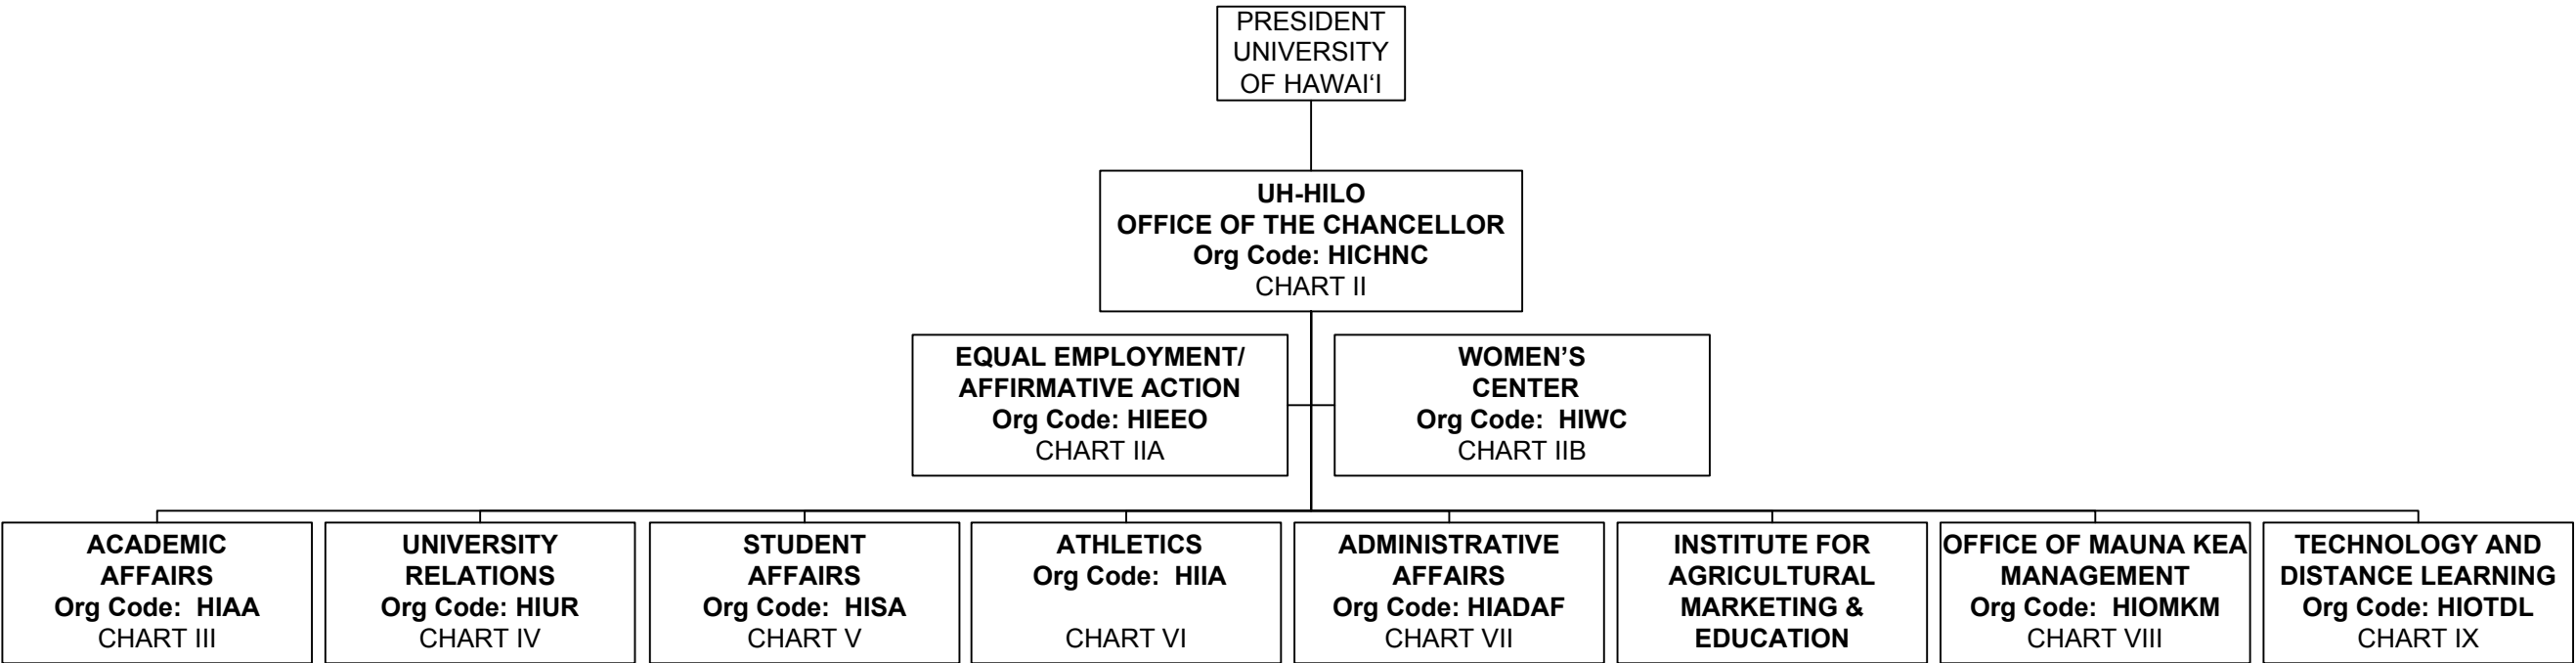 PRESIDENT
UNIVERSITY
OF HAWAI‘I
UH-HILO
OFFICE OF THE CHANCELLOR
Org Code: HICHNC
CHART II
EQUAL EMPLOYMENT/
AFFIRMATIVE ACTION
Org Code: HIEEO
CHART IIA
WOMEN’S
CENTER
Org Code:  HIWC
CHART IIB
ACADEMIC
AFFAIRS
Org Code:  HIAA
CHART III
UNIVERSITY
RELATIONS
Org Code: HIUR
CHART IV
STUDENT
AFFAIRS
Org Code:  HISA
CHART V
ATHLETICS
Org Code:  HIIA
CHART VI
ADMINISTRATIVE
AFFAIRS
Org Code: HIADAF
CHART VII
INSTITUTE FOR
AGRICULTURAL
MARKETING &
EDUCATION
OFFICE OF MAUNA KEA
MANAGEMENT
Org Code:  HIOMKM
CHART VIII
TECHNOLOGY AND
DISTANCE LEARNING
Org Code: HIOTDL
CHART IX